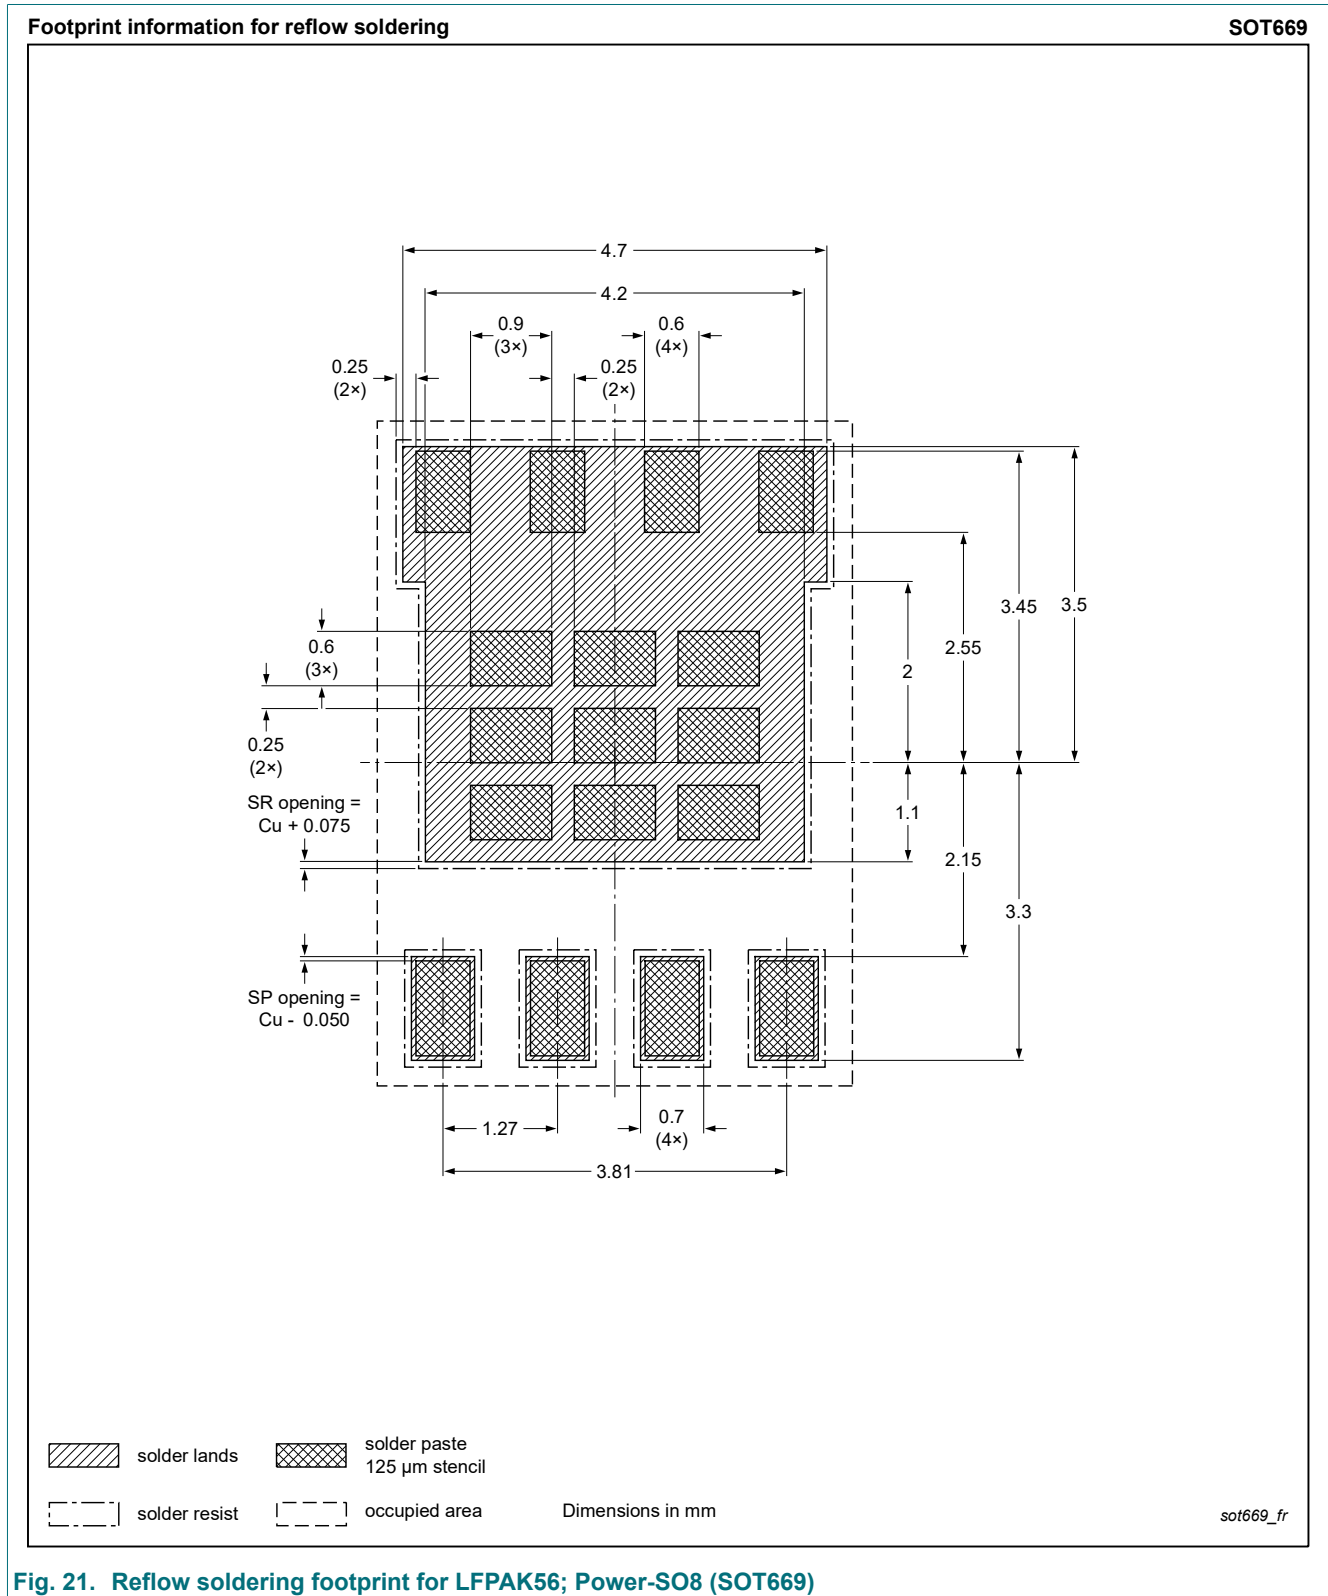 Footprint information for reflow soldering SOT669
4.7
4.2
0.9 0.6
(3×) (4×)
0.25 0.25
(2×) (2×)
3.45 3.5
2.55
0.6
(3×)
2
0.25
(2×)
SR opening =
Cu + 0.075
1.1
2.15
3.3
SP opening =
Cu - 0.050
1.27 0.7
(4×)
3.81
solder lands
solder paste
125 µm stencil
solder resist
occupied area
Dimensions in mm
sot669_fr
Fig. 21. Reflow soldering footprint for LFPAK56; Power-SO8 (SOT669)